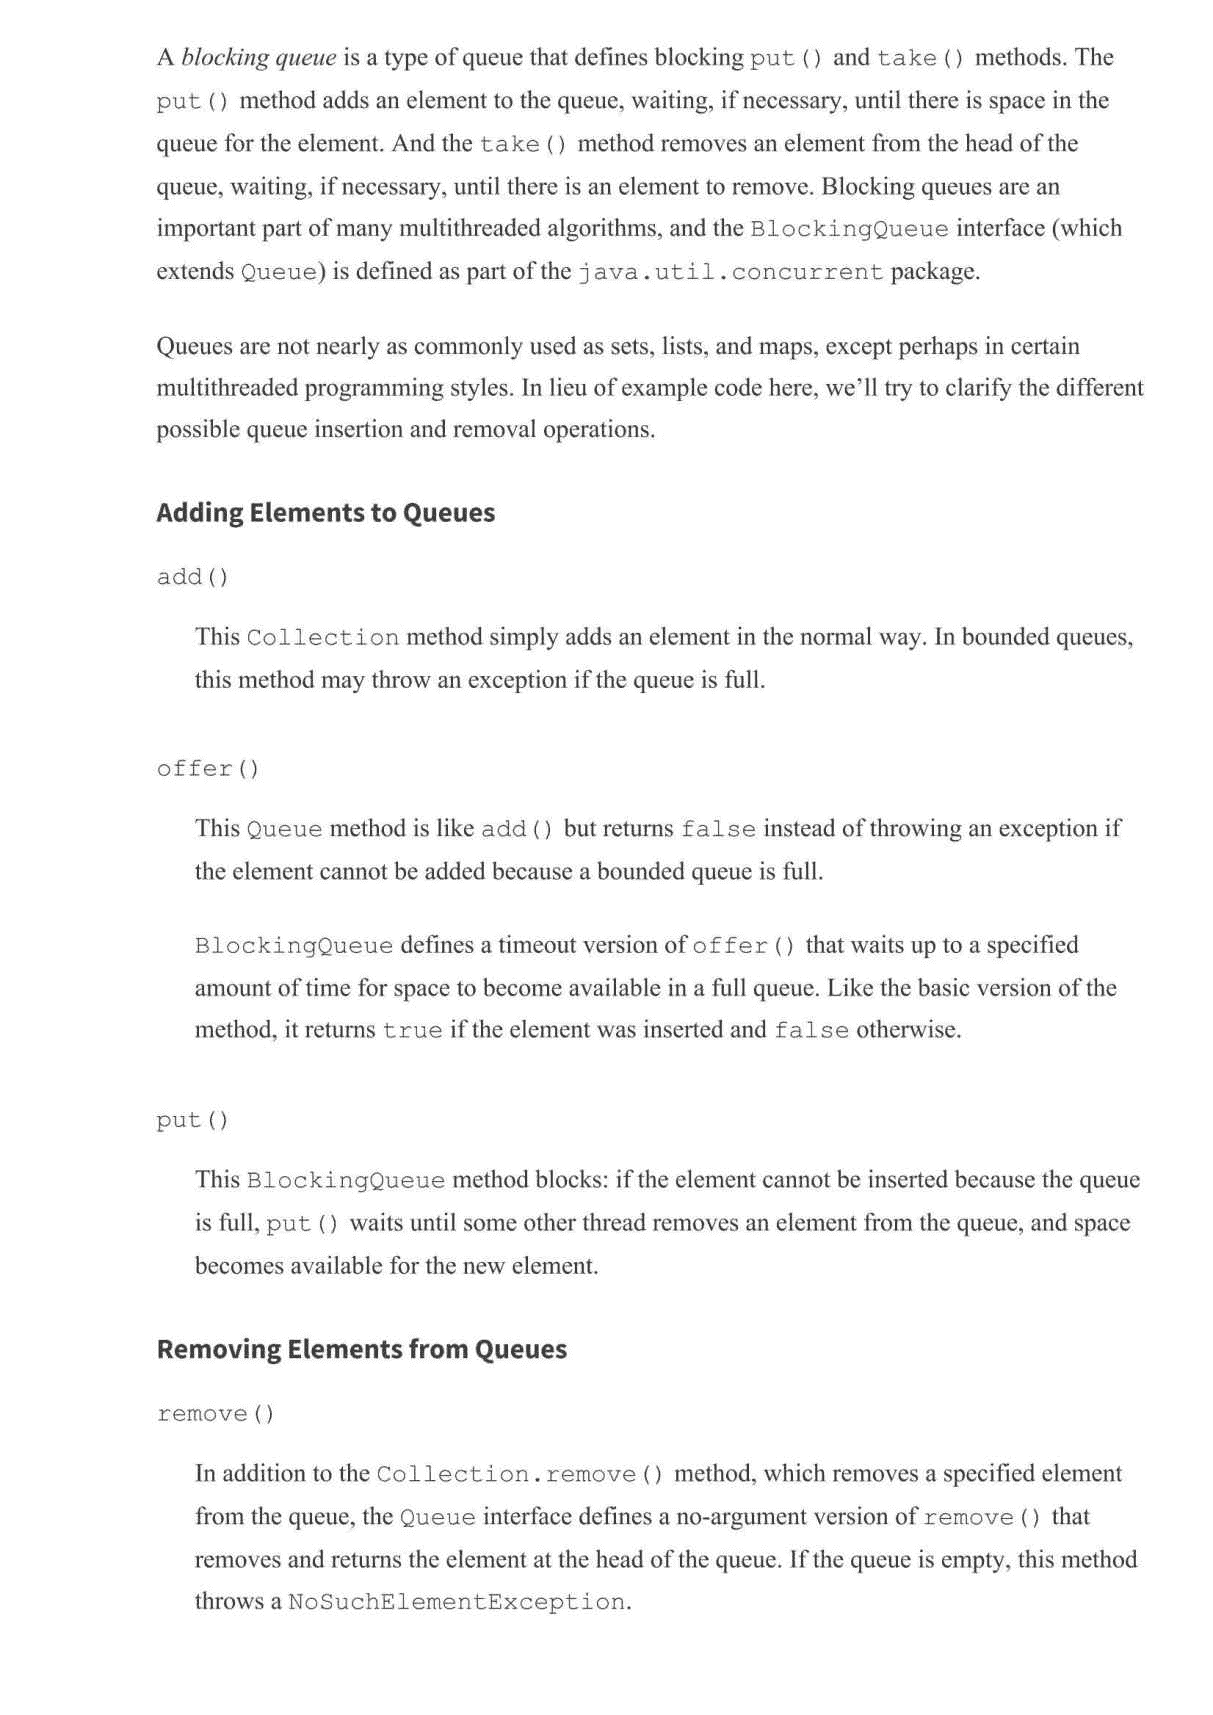 A blocking queue is a type of queue that defines blocking put() and take() methods. The
put() method adds an element to the queue, waiting, if necessary, until there is space in the
queue for the element. And the take() method removes an element from the head of the
queue, waiting, if necessary, until there is an element to remove. Blocking queues are an
important part of many multithreaded algorithms, and the BlockingQueue interface (which
extends Queue) is defined as part of the java.util.concurrent package.
Queues are not nearly as commonly used as sets, lists, and maps, except perhaps in certain
multithreaded programming styles. In lieu of example code here, we’ll try to clarify the different
possible queue insertion and removal operations.
Adding Elements to Queues
add()
This Collection method simply adds an element in the normal way. In bounded queues,
this method may throw an exception if the queue is full.
offer()
This Queue method is like add() but returns false instead of throwing an exception if
the element cannot be added because a bounded queue is full.
BlockingQueue defines a timeout version of offer() that waits up to a specified
amount of time for space to become available in a full queue. Like the basic version of the
method, it returns true if the element was inserted and false otherwise.
put()
This BlockingQueue method blocks: if the element cannot be inserted because the queue
is full, put() waits until some other thread removes an element from the queue, and space
becomes available for the new element.
Removing Elements from Queues
remove()
In addition to the Collection.remove() method, which removes a specified element
from the queue, the Queue interface defines a no-argument version of remove() that
removes and returns the element at the head of the queue. If the queue is empty, this method
throws a NoSuchElementException.